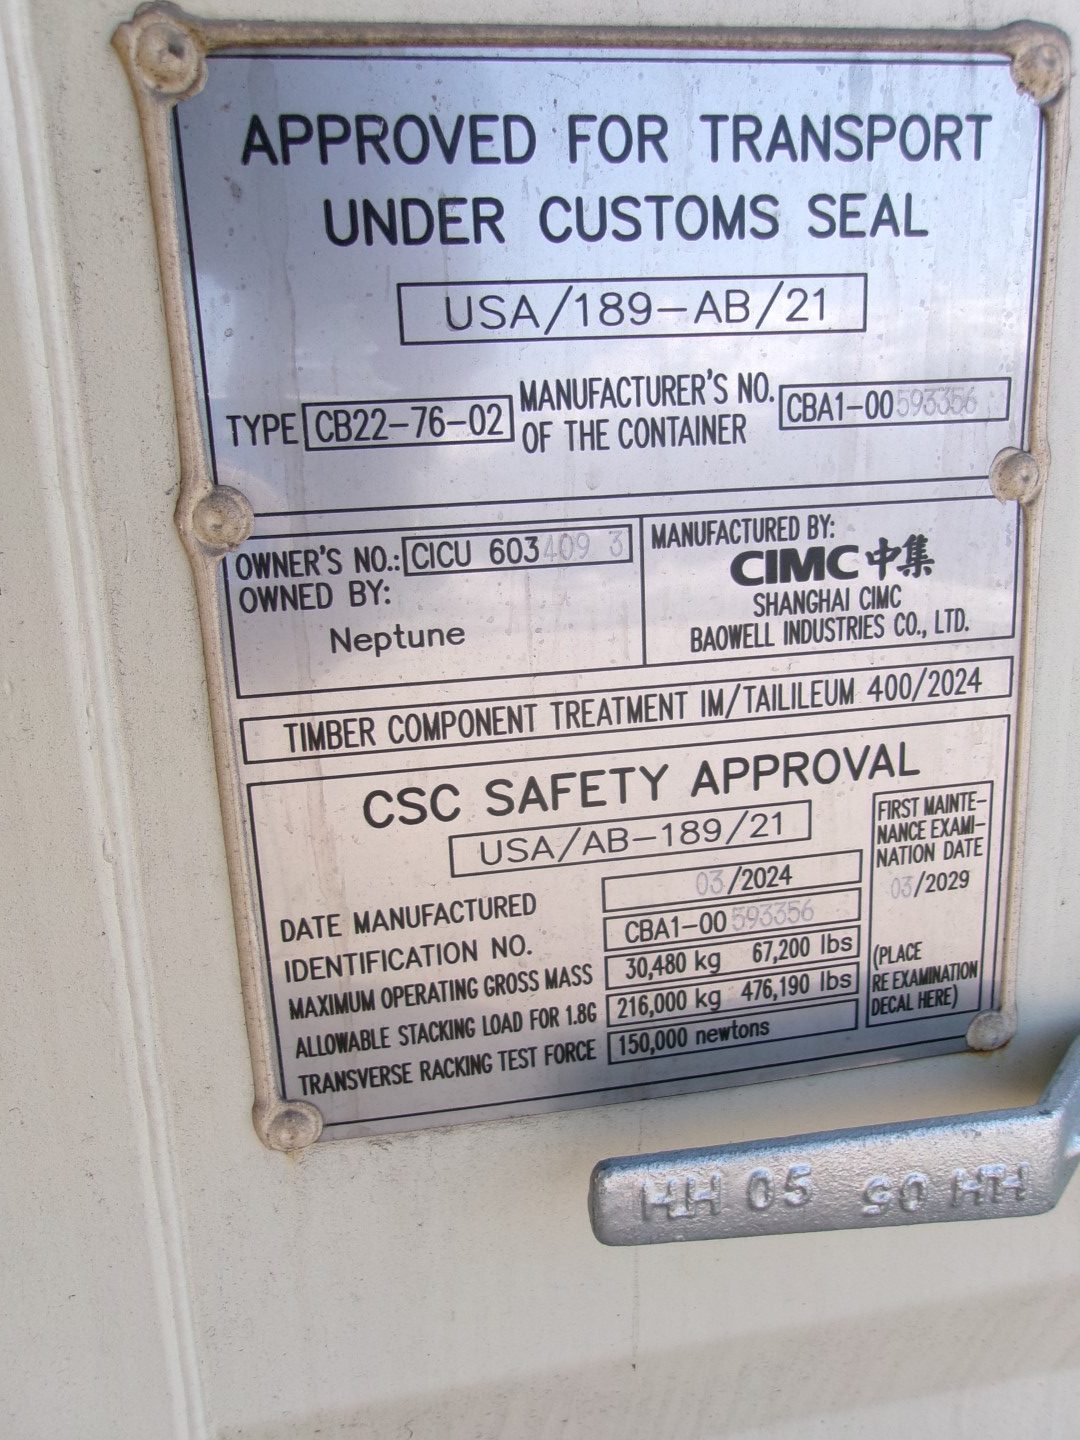 APPROVED FOR TRANSPORT
UNDER CUSTOMS SEAL
USA/189-AB/21
TYPE CB22-76-02 MANUFACTURER'S NO. OF THE CONTAINER CBA1-00593356
OWNER'S NO.: CICU 603409 3
OWNED BY:
Neptune
MANUFACTURED BY:
CIMC中集
SHANGHAI CIMC
BAOWELL INDUSTRIES CO., LTD.
TIMBER COMPONENT TREATMENT IM/TAILILEUM 400/2024
CSC SAFETY APPROVAL
USA/AB-189/21
DATE MANUFACTURED 03/2024
IDENTIFICATION NO. CBA1-00593356
MAXIMUM OPERATING GROSS MASS 30,480 kg 67,200 lbs
ALLOWABLE STACKING LOAD FOR 1.8G 216,000 kg 476,190 lbs
TRANSVERSE RACKING TEST FORCE 150,000 newtons
FIRST MAINTE-
NANCE EXAMI-
NATION DATE
03/2029
(PLACE
RE EXAMINATION
DECAL HERE)
HH 05 50 HH